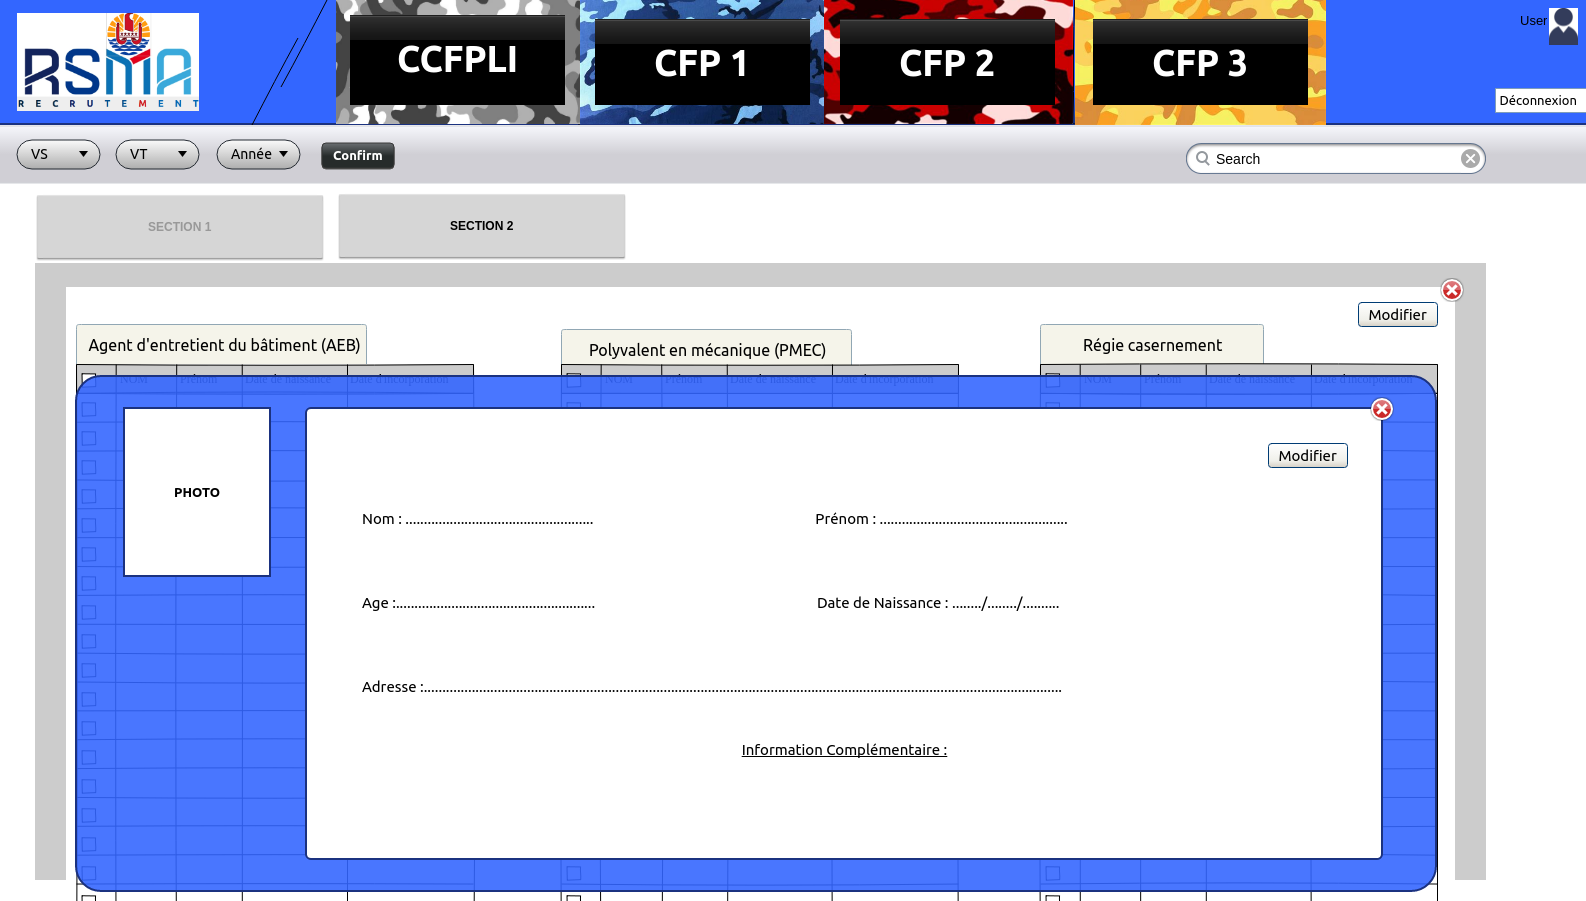 RSMA
RECRUTEMENT
CCFPLI
CFP 1
CFP 2
CFP 3
User
Déconnexion
VS
VT
Année
Confirm
Search
SECTION 1
SECTION 2
Modifier
Agent d'entretient du bâtiment (AEB)
Polyvalent en mécanique (PMEC)
Régie casernement
NOM Prénom Date de naissance Date d'incorporation
NOM Prénom Date de naissance Date d'incorporation
NOM Prénom Date de naissance Date d'incorporation
PHOTO
Modifier
Nom : ...................................................
Prénom : ...................................................
Age :......................................................
Date de Naissance : ......../......../..........
Adresse :.............................................................................................................................................................................
Information Complémentaire :